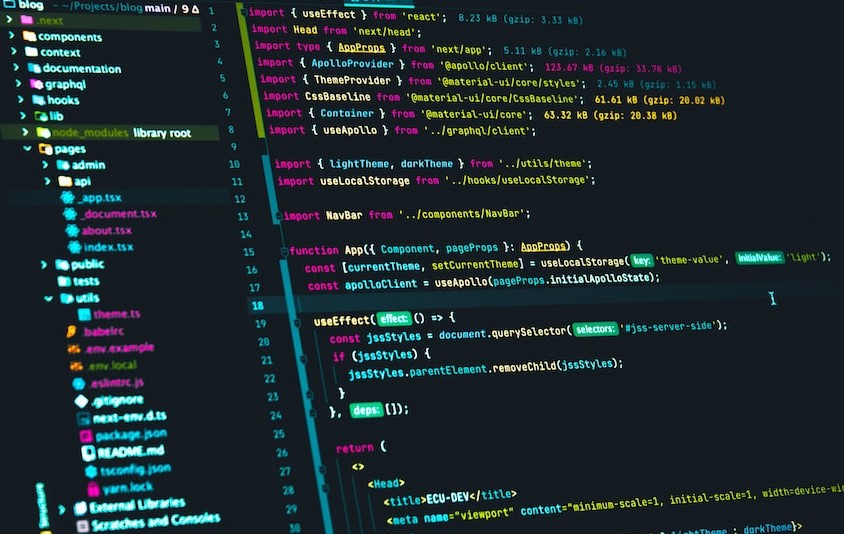 blog ~/Projects/blog main / 9 Δ
.next
components
context
documentation
graphql
hooks
lib
node_modules library root
pages
admin
api
_app.tsx
_document.tsx
about.tsx
index.tsx
public
tests
utils
theme.ts
.babelrc
.env.example
.env.local
.eslintrc.js
.gitignore
next-env.d.ts
package.json
README.md
tsconfig.json
yarn.lock
External Libraries
Scratches and Consoles
Structure
1 import { useEffect } from 'react'; 8.23 kB (gzip: 3.33 kB)
2 import Head from 'next/head';
3 import type { AppProps } from 'next/app'; 5.11 kB (gzip: 2.16 kB)
4 import { ApolloProvider } from '@apollo/client'; 123.67 kB (gzip: 33.78 kB)
5 import { ThemeProvider } from '@material-ui/core/styles'; 2.45 kB (gzip: 1.15 kB)
6 import CssBaseline from '@material-ui/core/CssBaseline'; 61.61 kB (gzip: 20.02 kB)
7 import { Container } from '@material-ui/core'; 63.32 kB (gzip: 20.38 kB)
8 import { useApollo } from '../graphql/client';
9
10 import { lightTheme, darkTheme } from '../utils/theme';
11 import useLocalStorage from '../hooks/useLocalStorage';
12
13 import NavBar from '../components/NavBar';
14
15 function App({ Component, pageProps }: AppProps) {
16 const [currentTheme, setCurrentTheme] = useLocalStorage( key: 'theme-value', initialValue: 'light');
17 const apolloClient = useApollo(pageProps.initialApolloState);
18
19 useEffect( effect: () => {
20 const jssStyles = document.querySelector( selectors: '#jss-server-side');
21 if (jssStyles) {
22 jssStyles.parentElement.removeChild(jssStyles);
23 }
24 }, deps: []);
25
26 return (
27 <>
28 <Head>
29 <title>ECU-DEV</title>
30 <meta name="viewport" content="minimum-scale=1, initial-scale=1, width=device-wi
lightTheme : darkTheme}>